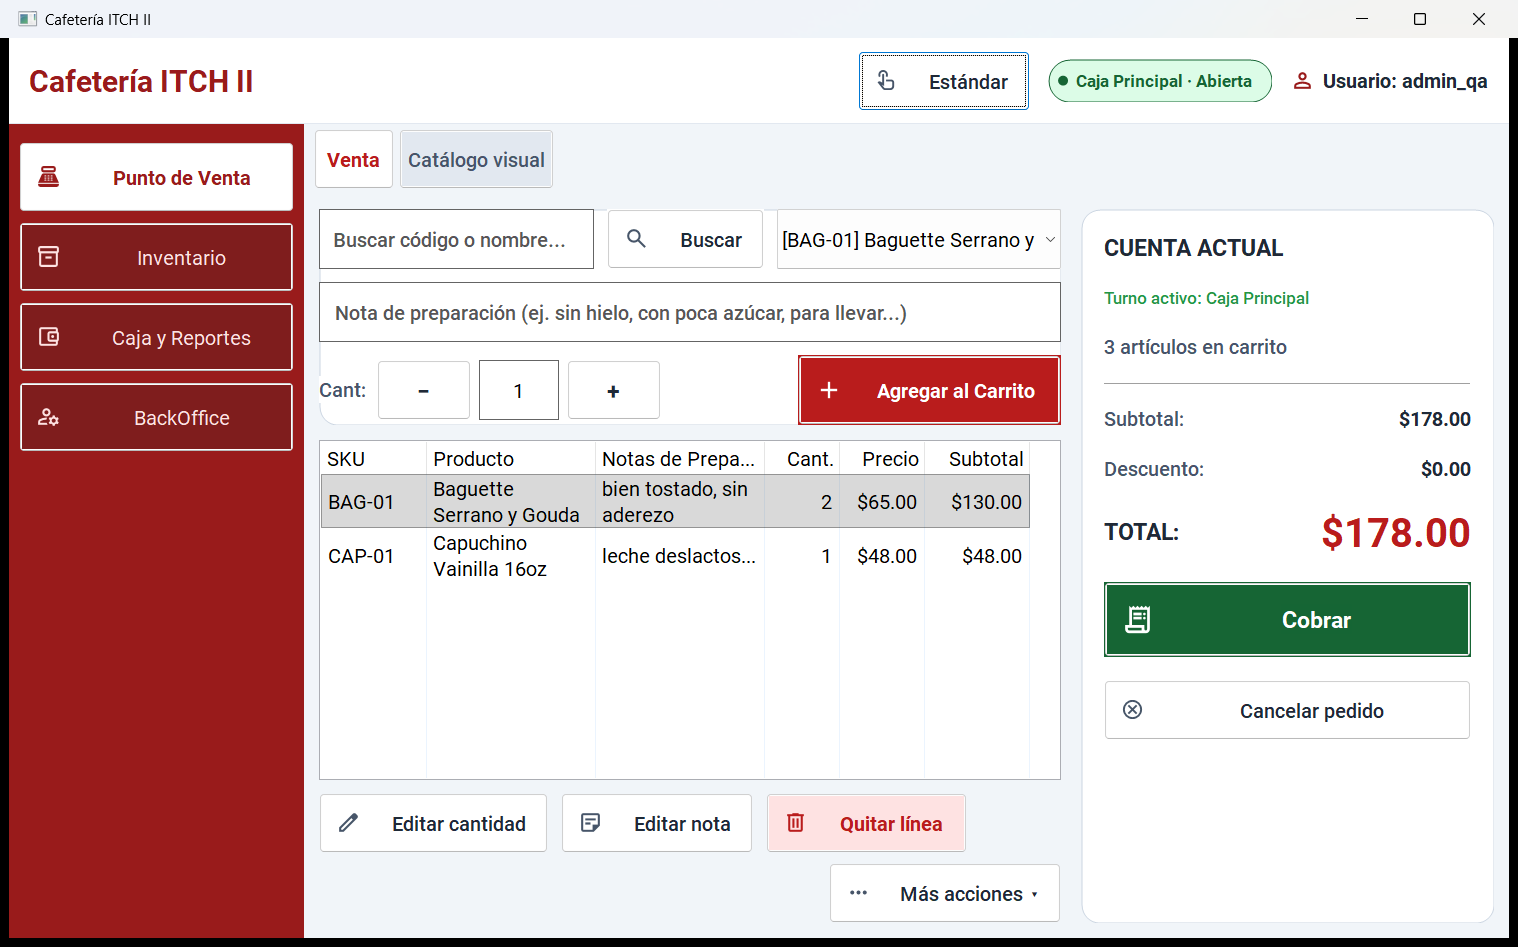 Cafetería ITCH II
Cafetería ITCH II
Estándar
Caja Principal · Abierta
Usuario: admin_qa
Punto de Venta
Inventario
Caja y Reportes
BackOffice
Venta
Catálogo visual
Buscar código o nombre...
Buscar
[BAG-01] Baguette Serrano y
Nota de preparación (ej. sin hielo, con poca azúcar, para llevar...)
Cant:
−
1
+
Agregar al Carrito
SKU Producto Notas de Prepa... Cant. Precio Subtotal
BAG-01 Baguette Serrano y Gouda bien tostado, sin aderezo 2 $65.00 $130.00
CAP-01 Capuchino Vainilla 16oz leche deslactos... 1 $48.00 $48.00
Editar cantidad
Editar nota
Quitar línea
Más acciones
CUENTA ACTUAL
Turno activo: Caja Principal
3 artículos en carrito
Subtotal: $178.00
Descuento: $0.00
TOTAL: $178.00
Cobrar
Cancelar pedido